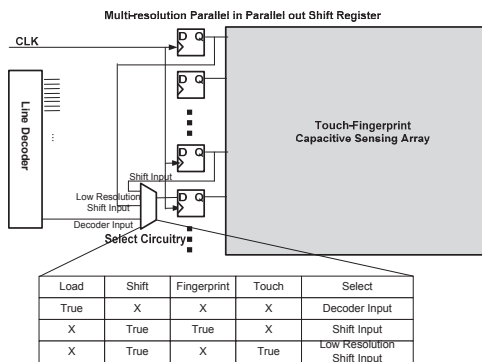 Multi-resolution Parallel in Parallel out Shift Register
CLK
D Q
D Q
Line Decoder
Touch-Fingerprint
Capacitive Sensing Array
D Q
Shift Input
Low Resolution
Shift Input
D Q
Decoder Input
Select Circuitry
Load Shift Fingerprint Touch Select
True X X X Decoder Input
X True True X Shift Input
X True X True Low Resolution
Shift Input